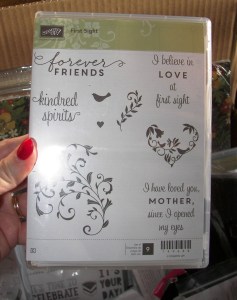 First Sight
forever
FRIENDS
I believe in
LOVE
at
first sight
kindred
spirits
I have loved you,
MOTHER,
since I opened
my eyes
9
CELEBRATE